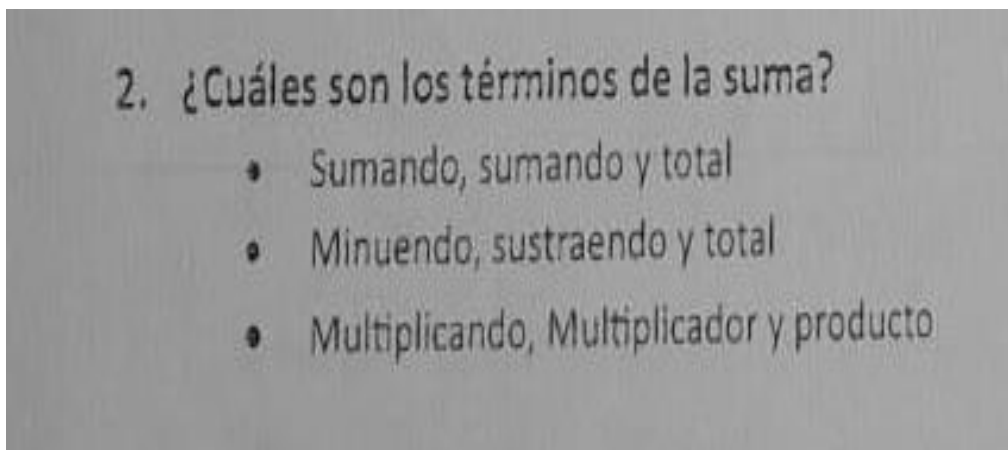 2. ¿Cuáles son los términos de la suma?
• Sumando, sumando y total
• Minuendo, sustraendo y total
• Multiplicando, Multiplicador y producto